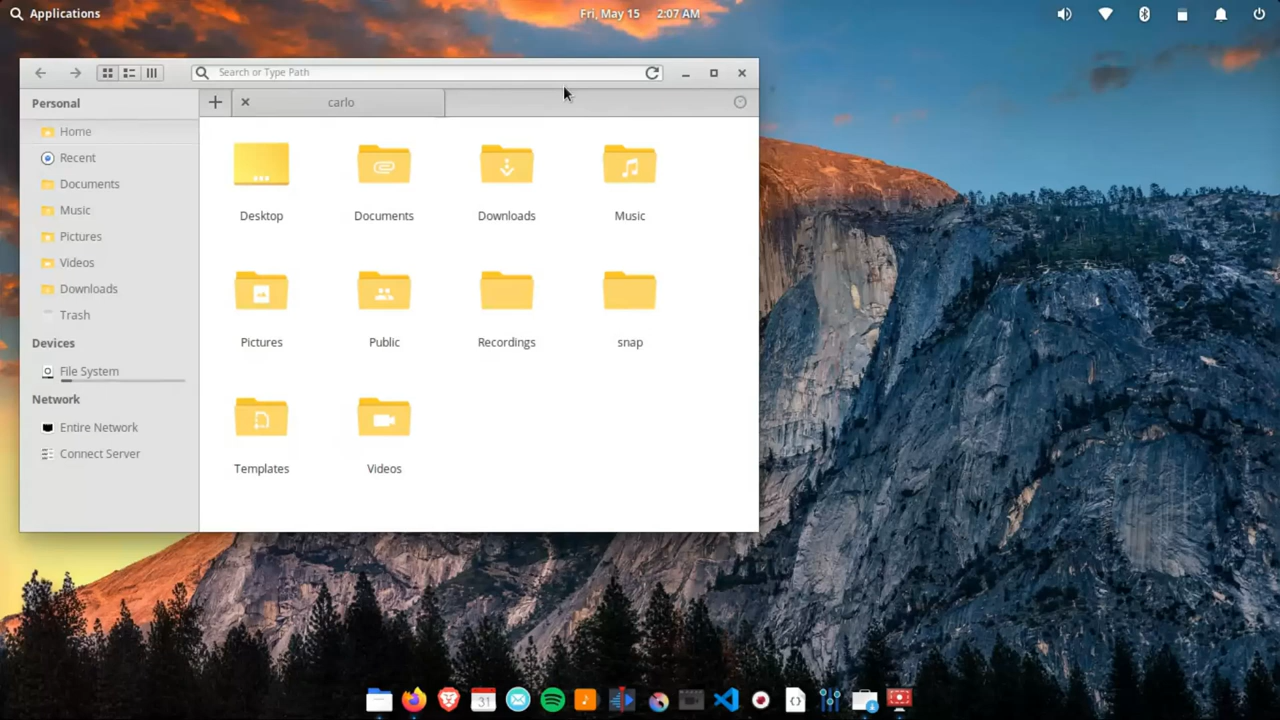 Applications
Fri, May 15 2:07 AM
Search or Type Path
Personal
carlo
Home
Recent
Documents
Music
Pictures
Videos
Downloads
Trash
Devices
File System
Network
Entire Network
Connect Server
Desktop
Documents
Downloads
Music
Pictures
Public
Recordings
snap
Templates
Videos
31